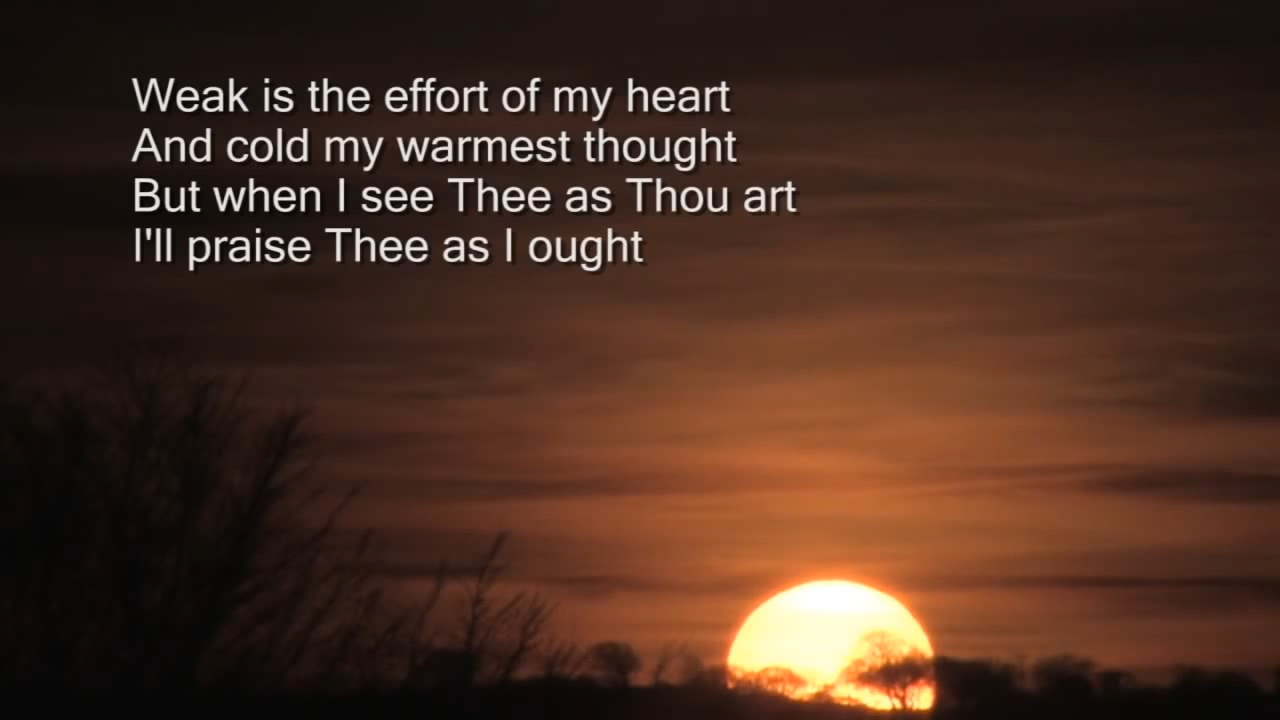 Weak is the effort of my heart
And cold my warmest thought
But when I see Thee as Thou art
I'll praise Thee as I ought